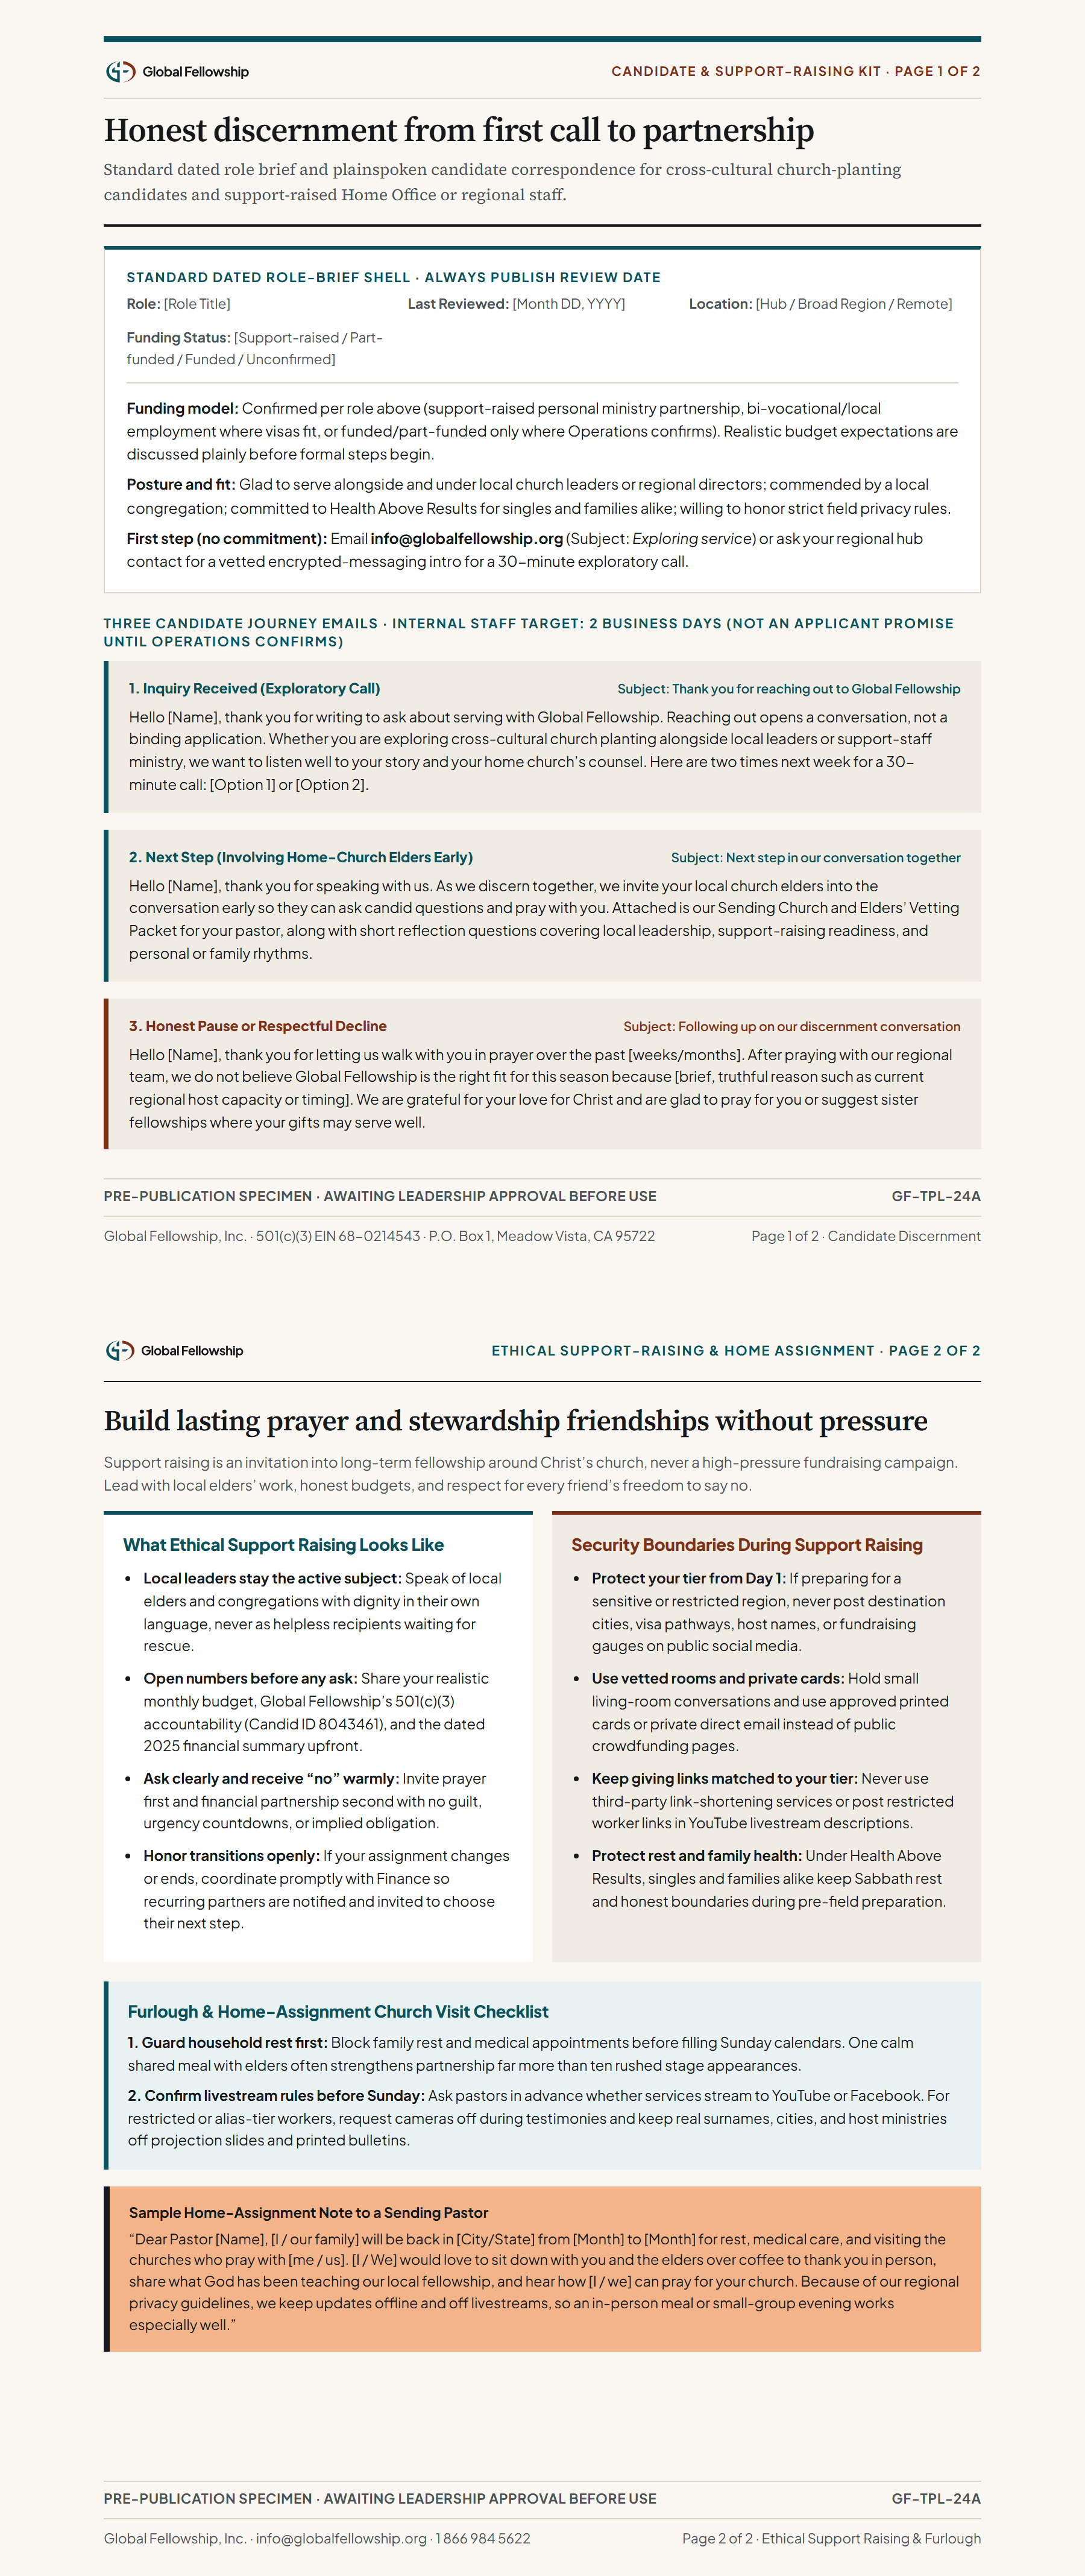 Global Fellowship
CANDIDATE & SUPPORT-RAISING KIT · PAGE 1 OF 2
Honest discernment from first call to partnership
Standard dated role brief and plainspoken candidate correspondence for cross-cultural church-planting
candidates and support-raised Home Office or regional staff.
STANDARD DATED ROLE-BRIEF SHELL · ALWAYS PUBLISH REVIEW DATE
Role: [Role Title]
Last Reviewed: [Month DD, YYYY]
Location: [Hub / Broad Region / Remote]
Funding Status: [Support-raised / Part-
funded / Funded / Unconfirmed]
Funding model: Confirmed per role above (support-raised personal ministry partnership, bi-vocational/local
employment where visas fit, or funded/part-funded only where Operations confirms). Realistic budget expectations are
discussed plainly before formal steps begin.
Posture and fit: Glad to serve alongside and under local church leaders or regional directors; commended by a local
congregation; committed to Health Above Results for singles and families alike; willing to honor strict field privacy rules.
First step (no commitment): Email info@globalfellowship.org (Subject: Exploring service) or ask your regional hub
contact for a vetted encrypted-messaging intro for a 30–minute exploratory call.
THREE CANDIDATE JOURNEY EMAILS · INTERNAL STAFF TARGET: 2 BUSINESS DAYS (NOT AN APPLICANT PROMISE
UNTIL OPERATIONS CONFIRMS)
1. Inquiry Received (Exploratory Call)
Subject: Thank you for reaching out to Global Fellowship
Hello [Name], thank you for writing to ask about serving with Global Fellowship. Reaching out opens a conversation, not a
binding application. Whether you are exploring cross-cultural church planting alongside local leaders or support-staff
ministry, we want to listen well to your story and your home church's counsel. Here are two times next week for a 30–
minute call: [Option 1] or [Option 2].
2. Next Step (Involving Home-Church Elders Early)
Subject: Next step in our conversation together
Hello [Name], thank you for speaking with us. As we discern together, we invite your local church elders into the
conversation early so they can ask candid questions and pray with you. Attached is our Sending Church and Elders' Vetting
Packet for your pastor, along with short reflection questions covering local leadership, support-raising readiness, and
personal or family rhythms.
3. Honest Pause or Respectful Decline
Subject: Following up on our discernment conversation
Hello [Name], thank you for letting us walk with you in prayer over the past [weeks/months]. After praying with our regional
team, we do not believe Global Fellowship is the right fit for this season because [brief, truthful reason such as current
regional host capacity or timing]. We are grateful for your love for Christ and are glad to pray for you or suggest sister
fellowships where your gifts may serve well.
PRE-PUBLICATION SPECIMEN · AWAITING LEADERSHIP APPROVAL BEFORE USE
GF-TPL-24A
Global Fellowship, Inc. · 501(c)(3) EIN 68–0214543 · P.O. Box 1, Meadow Vista, CA 95722
Page 1 of 2 · Candidate Discernment
Global Fellowship
ETHICAL SUPPORT-RAISING & HOME ASSIGNMENT · PAGE 2 OF 2
Build lasting prayer and stewardship friendships without pressure
Support raising is an invitation into long-term fellowship around Christ's church, never a high-pressure fundraising campaign.
Lead with local elders' work, honest budgets, and respect for every friend's freedom to say no.
What Ethical Support Raising Looks Like
• Local leaders stay the active subject: Speak of local
elders and congregations with dignity in their own
language, never as helpless recipients waiting for
rescue.
• Open numbers before any ask: Share your realistic
monthly budget, Global Fellowship's 501(c)(3)
accountability (Candid ID 8043461), and the dated
2025 financial summary upfront.
• Ask clearly and receive “no” warmly: Invite prayer
first and financial partnership second with no guilt,
urgency countdowns, or implied obligation.
• Honor transitions openly: If your assignment changes
or ends, coordinate promptly with Finance so
recurring partners are notified and invited to choose
their next step.
Security Boundaries During Support Raising
• Protect your tier from Day 1: If preparing for a
sensitive or restricted region, never post destination
cities, visa pathways, host names, or fundraising
gauges on public social media.
• Use vetted rooms and private cards: Hold small
living-room conversations and use approved printed
cards or private direct email instead of public
crowdfunding pages.
• Keep giving links matched to your tier: Never use
third-party link-shortening services or post restricted
worker links in YouTube livestream descriptions.
• Protect rest and family health: Under Health Above
Results, singles and families alike keep Sabbath rest
and honest boundaries during pre-field preparation.
Furlough & Home-Assignment Church Visit Checklist
1. Guard household rest first: Block family rest and medical appointments before filling Sunday calendars. One calm
shared meal with elders often strengthens partnership far more than ten rushed stage appearances.
2. Confirm livestream rules before Sunday: Ask pastors in advance whether services stream to YouTube or Facebook. For
restricted or alias-tier workers, request cameras off during testimonies and keep real surnames, cities, and host ministries
off projection slides and printed bulletins.
Sample Home-Assignment Note to a Sending Pastor
“Dear Pastor [Name], [I / our family] will be back in [City/State] from [Month] to [Month] for rest, medical care, and visiting the
churches who pray with [me / us]. [I / We] would love to sit down with you and the elders over coffee to thank you in person,
share what God has been teaching our local fellowship, and hear how [I / we] can pray for your church. Because of our regional
privacy guidelines, we keep updates offline and off livestreams, so an in-person meal or small-group evening works
especially well.”
PRE-PUBLICATION SPECIMEN · AWAITING LEADERSHIP APPROVAL BEFORE USE
GF-TPL-24A
Global Fellowship, Inc. · info@globalfellowship.org · 1 866 984 5622
Page 2 of 2 · Ethical Support Raising & Furlough